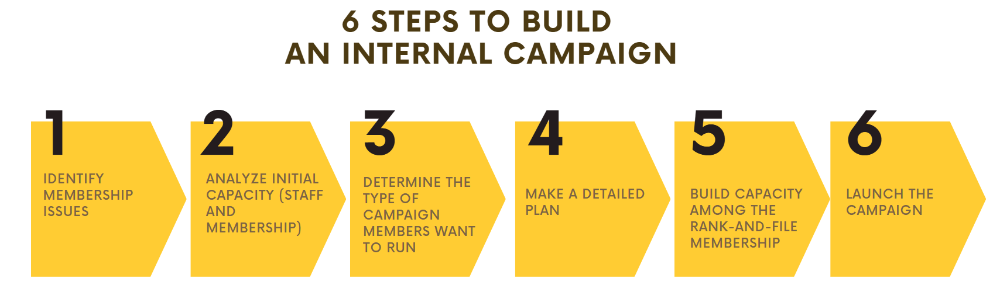 6 STEPS TO BUILD
AN INTERNAL CAMPAIGN
1
IDENTIFY
MEMBERSHIP
ISSUES
2
ANALYZE INITIAL
CAPACITY (STAFF
AND
MEMBERSHIP)
3
DETERMINE THE
TYPE OF
CAMPAIGN
MEMBERS WANT
TO RUN
4
MAKE A DETAILED
PLAN
5
BUILD CAPACITY
AMONG THE
RANK-AND-FILE
MEMBERSHIP
6
LAUNCH THE
CAMPAIGN